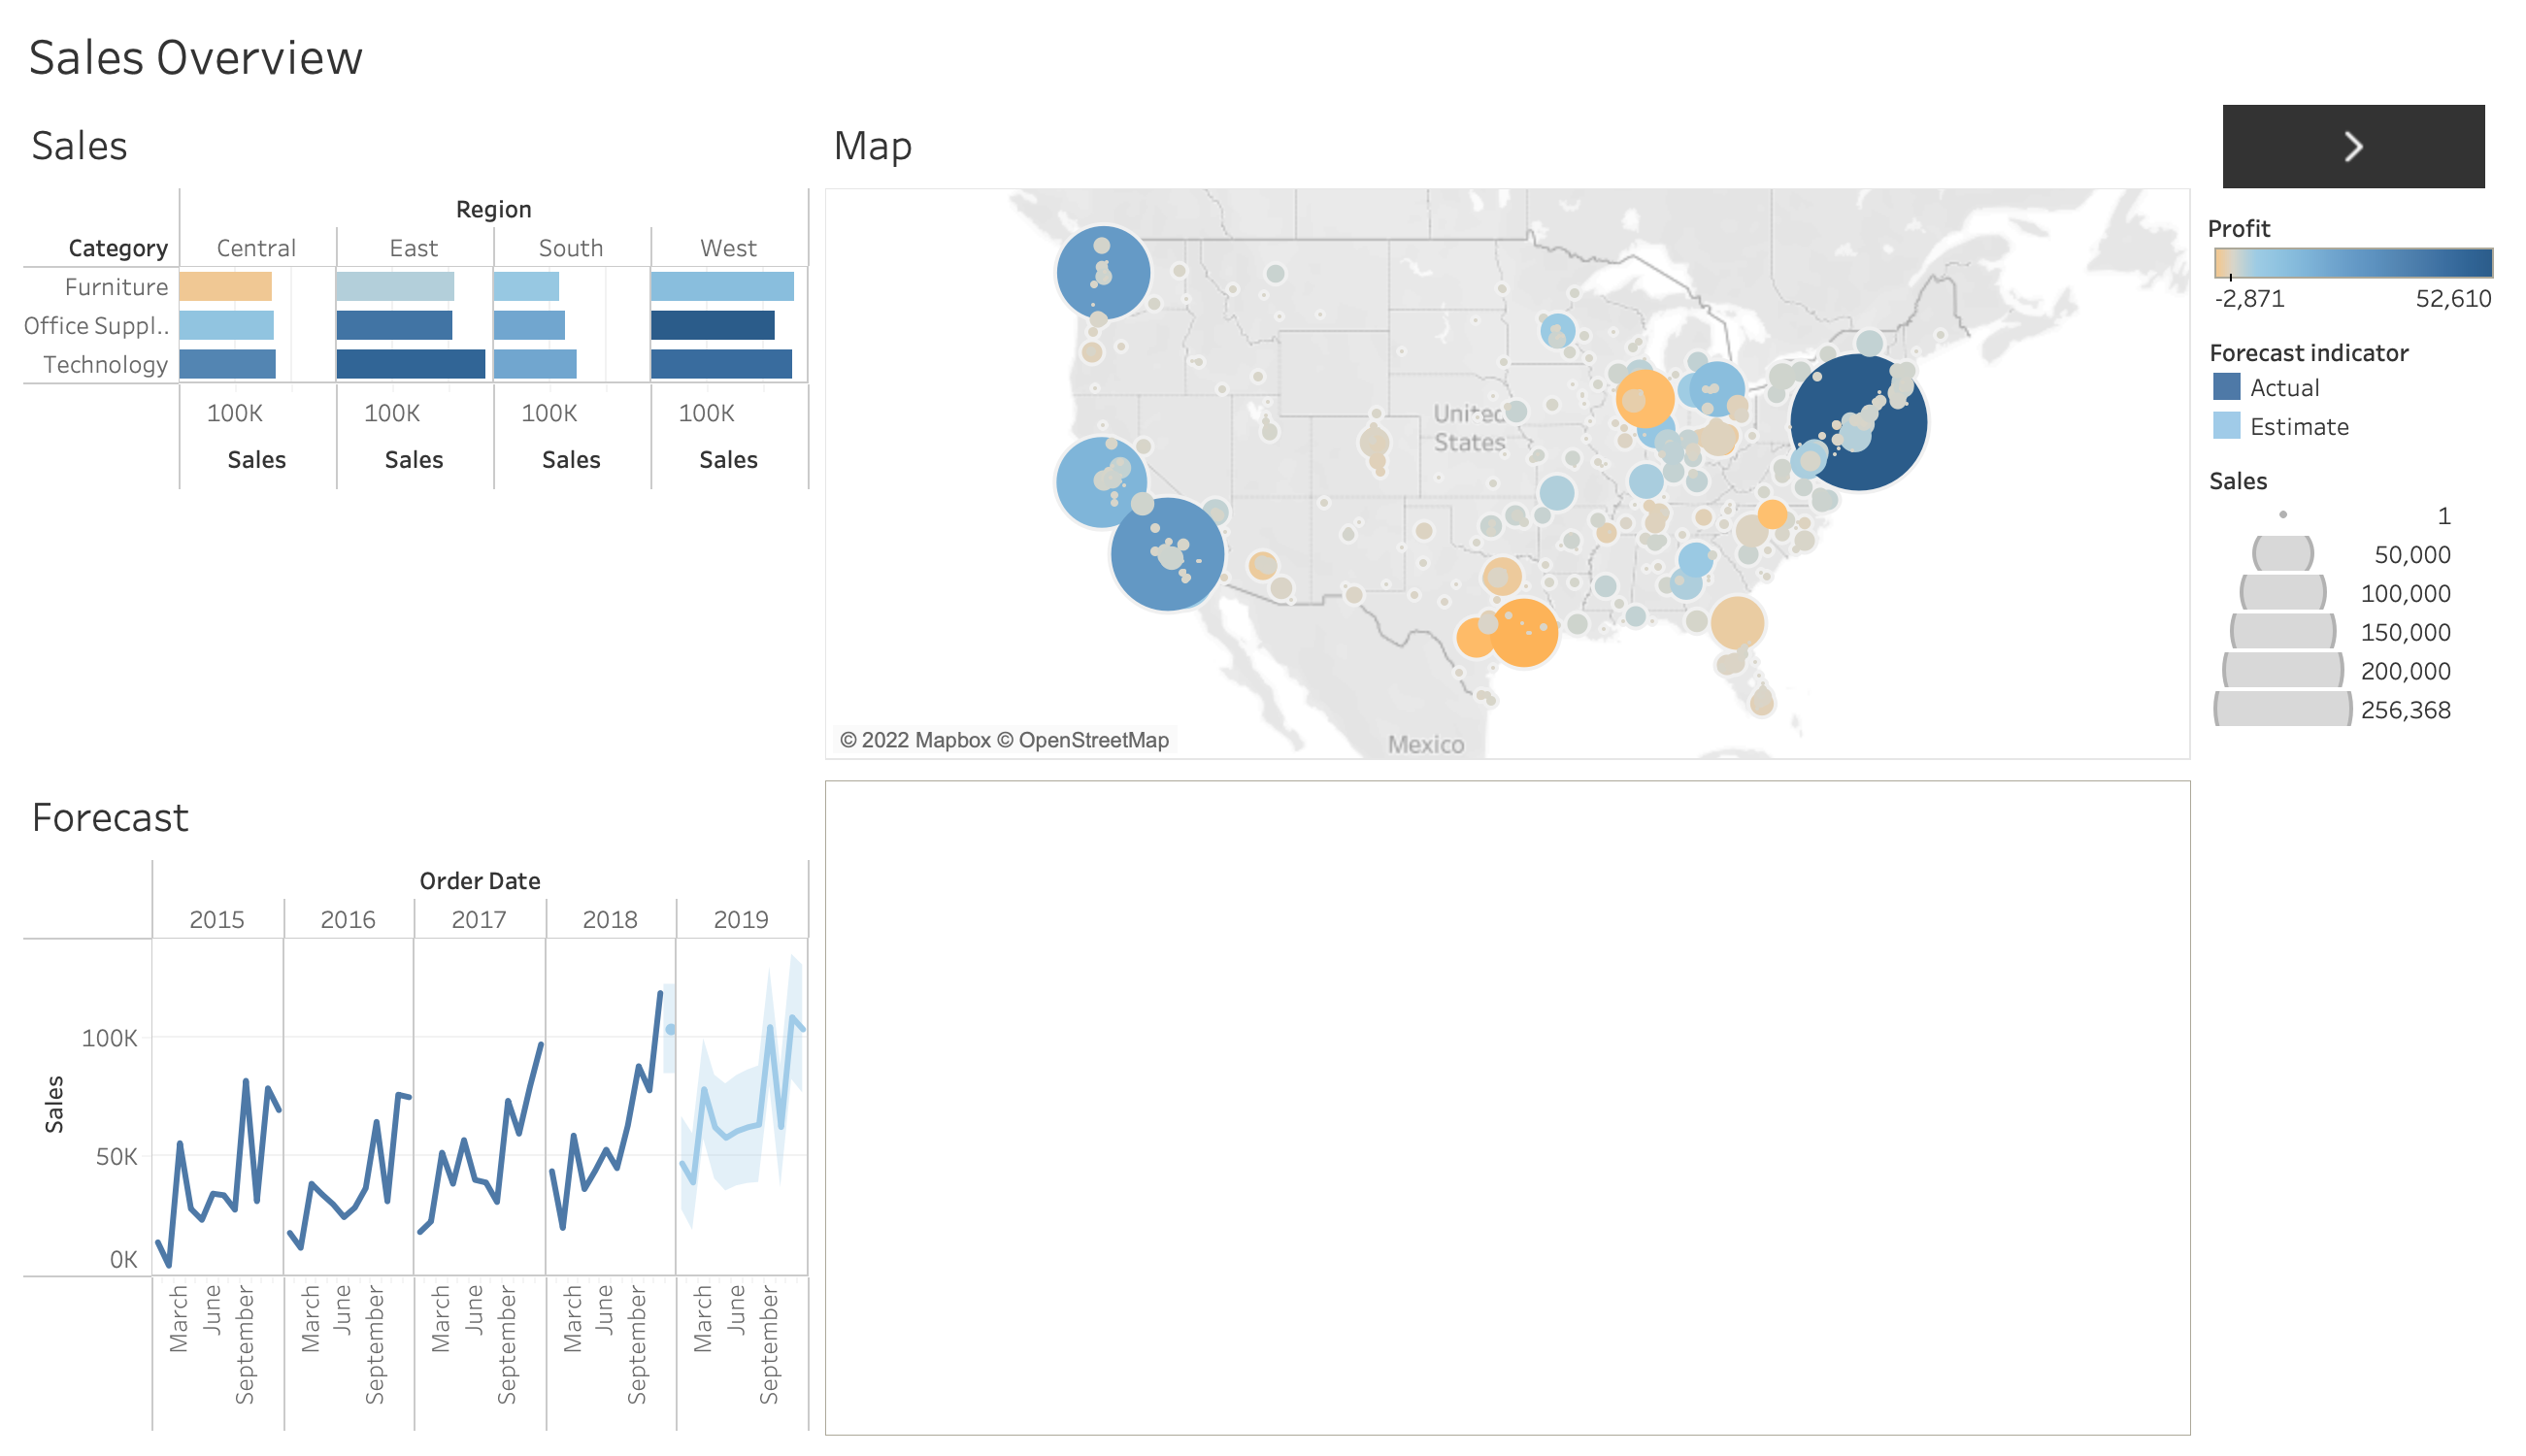 Sales Overview
Sales
Region
Category Central East South West
Furniture
Office Suppl..
Technology
100K 100K 100K 100K
Sales Sales Sales Sales
Map
United
States
Mexico
© 2022 Mapbox © OpenStreetMap
Profit
-2,871 52,610
Forecast indicator
Actual
Estimate
Sales
1
50,000
100,000
150,000
200,000
256,368
Forecast
Order Date
2015 2016 2017 2018 2019
Sales
100K
50K
0K
March June September March June September March June September March June September March June September